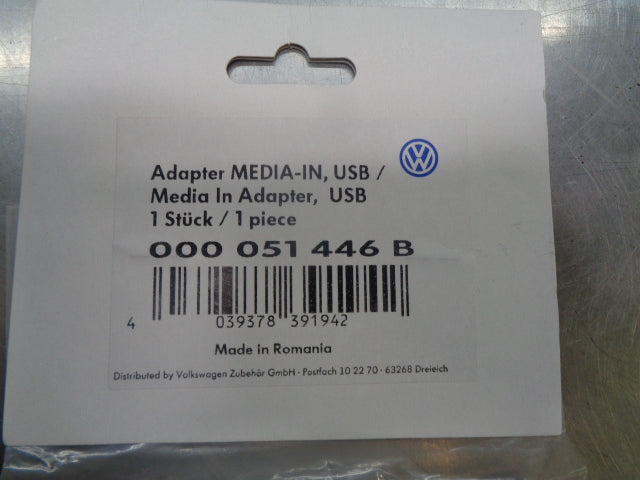 Adapter MEDIA-IN, USB /
Media In Adapter, USB
1 Stück / 1 piece
000 051 446 B
4 039378 391942
Made in Romania
Distributed by Volkswagen Zubehör GmbH · Postfach 10 22 70 · 63268 Dreieich